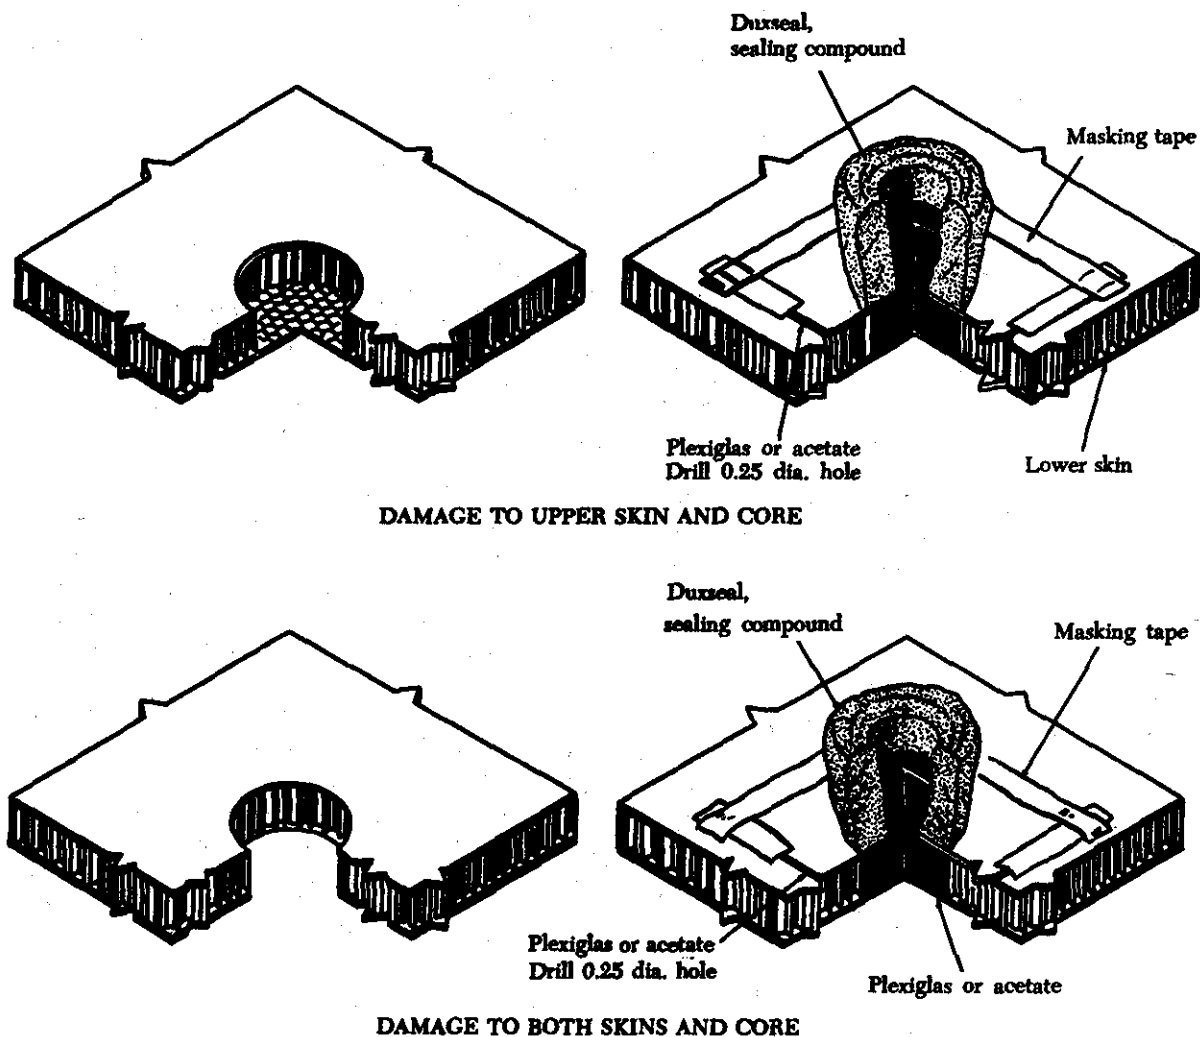 Duxseal,
sealing compound
Masking tape
Plexiglas or acetate
Drill 0.25 dia. hole
Lower skin
DAMAGE TO UPPER SKIN AND CORE
Duxseal,
sealing compound
Masking tape
Plexiglas or acetate
Drill 0.25 dia. hole
Plexiglas or acetate
DAMAGE TO BOTH SKINS AND CORE